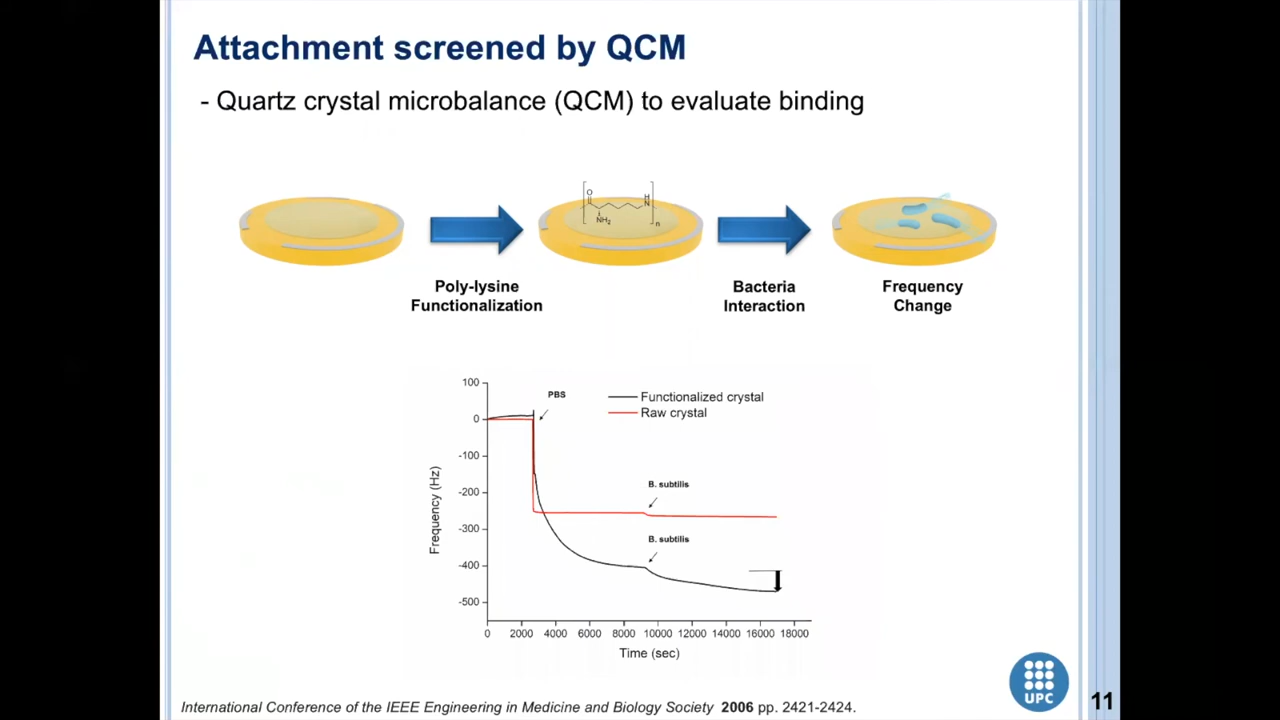 Attachment screened by QCM
- Quartz crystal microbalance (QCM) to evaluate binding
O
NH2
H
N
n
Poly-lysine
Functionalization
Bacteria
Interaction
Frequency
Change
PBS
Functionalized crystal
Raw crystal
B. subtilis
B. subtilis
Frequency (Hz)
100
0
-100
-200
-300
-400
-500
0 2000 4000 6000 8000 10000 12000 14000 16000 18000
Time (sec)
UPC
International Conference of the IEEE Engineering in Medicine and Biology Society 2006 pp. 2421-2424.
11